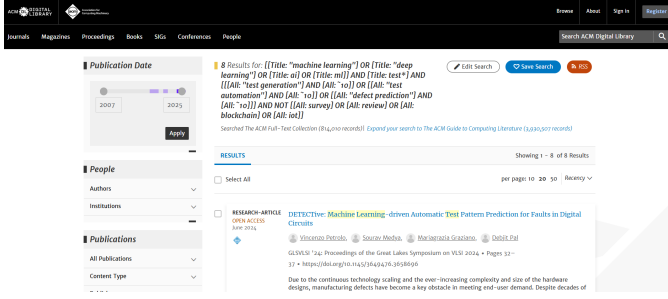 ACM DIGITAL LIBRARY
Association for Computing Machinery
Browse About Sign in Register
Journals Magazines Proceedings Books SIGs Conferences People
Search ACM Digital Library
Publication Date
2007 2025
Apply
People
Authors
Institutions
Publications
All Publications
Content Type
8 Results for: [[Title: "machine learning"] OR [Title: "deep
learning"] OR [Title: ai] OR [Title: ml]] AND [Title: test*] AND
[[[All: "test generation"] AND [All: ~10]] OR [[All: "test
automation"] AND [All: ~10]] OR [[All: "defect prediction"] AND
[All: ~10]]] AND NOT [[All: survey] OR [All: review] OR [All:
blockchain] OR [All: iot]]
Edit Search Save Search RSS
Searched The ACM Full-Text Collection (814,010 records)| Expand your search to The ACM Guide to Computing Literature (3,930,507 records)
RESULTS
Showing 1 - 8 of 8 Results
Select All
per page: 10 20 50 Recency
RESEARCH-ARTICLE
OPEN ACCESS
June 2024
DETECTive: Machine Learning-driven Automatic Test Pattern Prediction for Faults in Digital
Circuits
Vincenzo Petrolo, Sourav Medya, Mariagrazia Graziano, Debjit Pal
GLSVLSI '24: Proceedings of the Great Lakes Symposium on VLSI 2024 • Pages 32–
37 • https://doi.org/10.1145/3649476.3658696
Due to the continuous technology scaling and the ever-increasing complexity and size of the hardware
designs, manufacturing defects have become a key obstacle in meeting end-user demand. Despite decades of